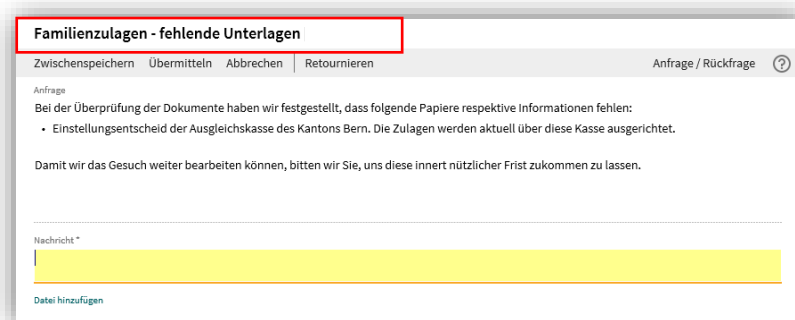 Familienzulagen - fehlende Unterlagen
Zwischenspeichern Übermitteln Abbrechen Retournieren Anfrage / Rückfrage ?
Anfrage
Bei der Überprüfung der Dokumente haben wir festgestellt, dass folgende Papiere respektive Informationen fehlen:
• Einstellungsentscheid der Ausgleichskasse des Kantons Bern. Die Zulagen werden aktuell über diese Kasse ausgerichtet.
Damit wir das Gesuch weiter bearbeiten können, bitten wir Sie, uns diese innert nützlicher Frist zukommen zu lassen.
Nachricht *
Datei hinzufügen